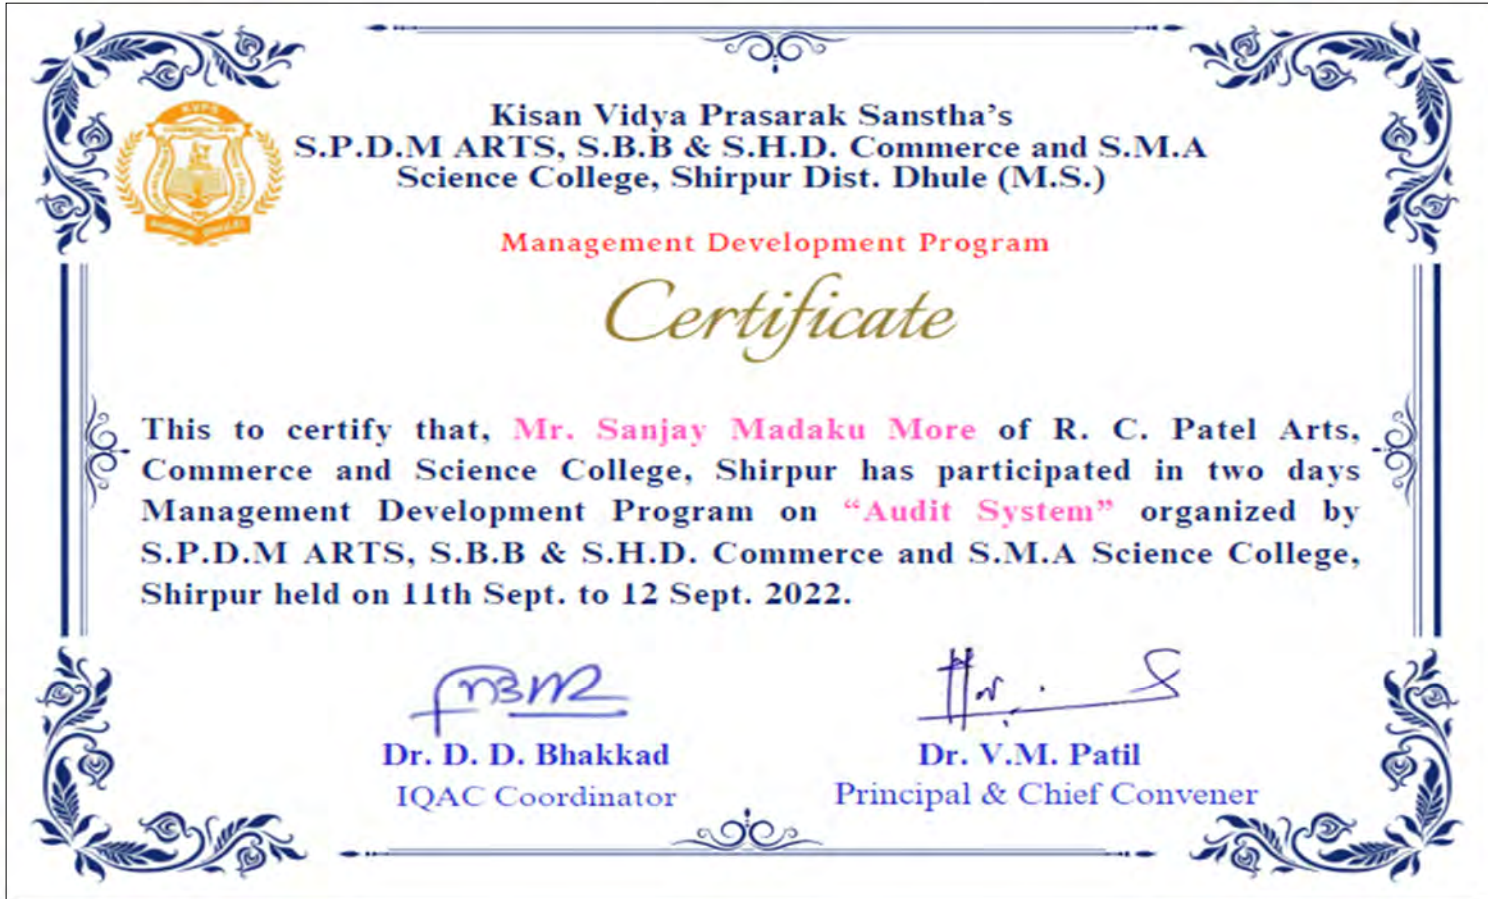 KVPS
Kisan Vidya Prasarak Sanstha's
S.P.D.M ARTS, S.B.B & S.H.D. Commerce and S.M.A
Science College, Shirpur Dist. Dhule (M.S.)
Management Development Program
Certificate
This to certify that, Mr. Sanjay Madaku More of R. C. Patel Arts,
Commerce and Science College, Shirpur has participated in two days
Management Development Program on “Audit System” organized by
S.P.D.M ARTS, S.B.B & S.H.D. Commerce and S.M.A Science College,
Shirpur held on 11th Sept. to 12 Sept. 2022.
Dr. D. D. Bhakkad
IQAC Coordinator
Dr. V.M. Patil
Principal & Chief Convener